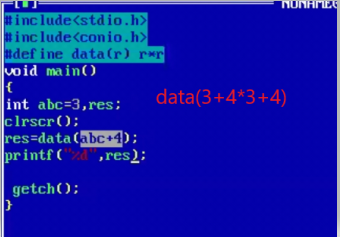 NONAME
#include<stdio.h>
#include<conio.h>
#define data(r) r*r
void main()
{
int abc=3,res;
data(3+4*3+4)
clrscr();
res=data(abc+4);
printf("%d",res);
getch();
}